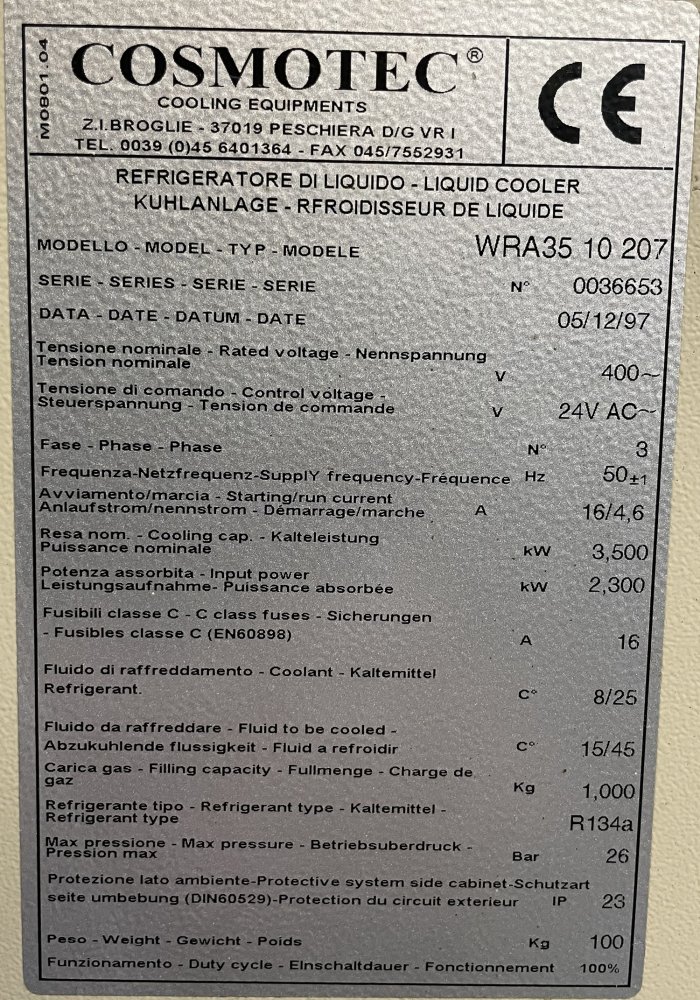 M0801.04
COSMOTEC®
COOLING EQUIPMENTS
Z.I.BROGLIE - 37019 PESCHIERA D/G VR I
TEL. 0039 (0)45 6401364 - FAX 045/7552931
CE
REFRIGERATORE DI LIQUIDO - LIQUID COOLER
KUHLANLAGE - RFROIDISSEUR DE LIQUIDE
MODELLO - MODEL - TYP - MODELE WRA35 10 207
SERIE - SERIES - SERIE - SERIE N° 0036653
DATA - DATE - DATUM - DATE 05/12/97
Tensione nominale - Rated voltage - Nennspannung
Tension nominale V 400~
Tensione di comando - Control voltage -
Steuerspannung - Tension de commande V 24V AC~
Fase - Phase - Phase N° 3
Frequenza-Netzfrequenz-SupplY frequency-Fréquence Hz 50±1
Avviamento/marcia - Starting/run current
Anlaufstrom/nennstrom - Démarrage/marche A 16/4,6
Resa nom. - Cooling cap. - Kalteleistung
Puissance nominale kW 3,500
Potenza assorbita - Input power
Leistungsaufnahme- Puissance absorbée kW 2,300
Fusibili classe C - C class fuses - Sicherungen
- Fusibles classe C (EN60898) A 16
Fluido di raffreddamento - Coolant - Kaltemittel
Refrigerant. C° 8/25
Fluido da raffreddare - Fluid to be cooled -
Abzukuhlende flussigkeit - Fluid a refroidir C° 15/45
Carica gas - Filling capacity - Fullmenge - Charge de
gaz Kg 1,000
Refrigerante tipo - Refrigerant type - Kaltemittel -
Refrigerant type R134a
Max pressione - Max pressure - Betriebsuberdruck -
Pression max Bar 26
Protezione lato ambiente-Protective system side cabinet-Schutzart
seite umbebung (DIN60529)-Protection du circuit exterieur IP 23
Peso - Weight - Gewicht - Poids Kg 100
Funzionamento - Duty cycle - EInschaltdauer - Fonctionnement 100%